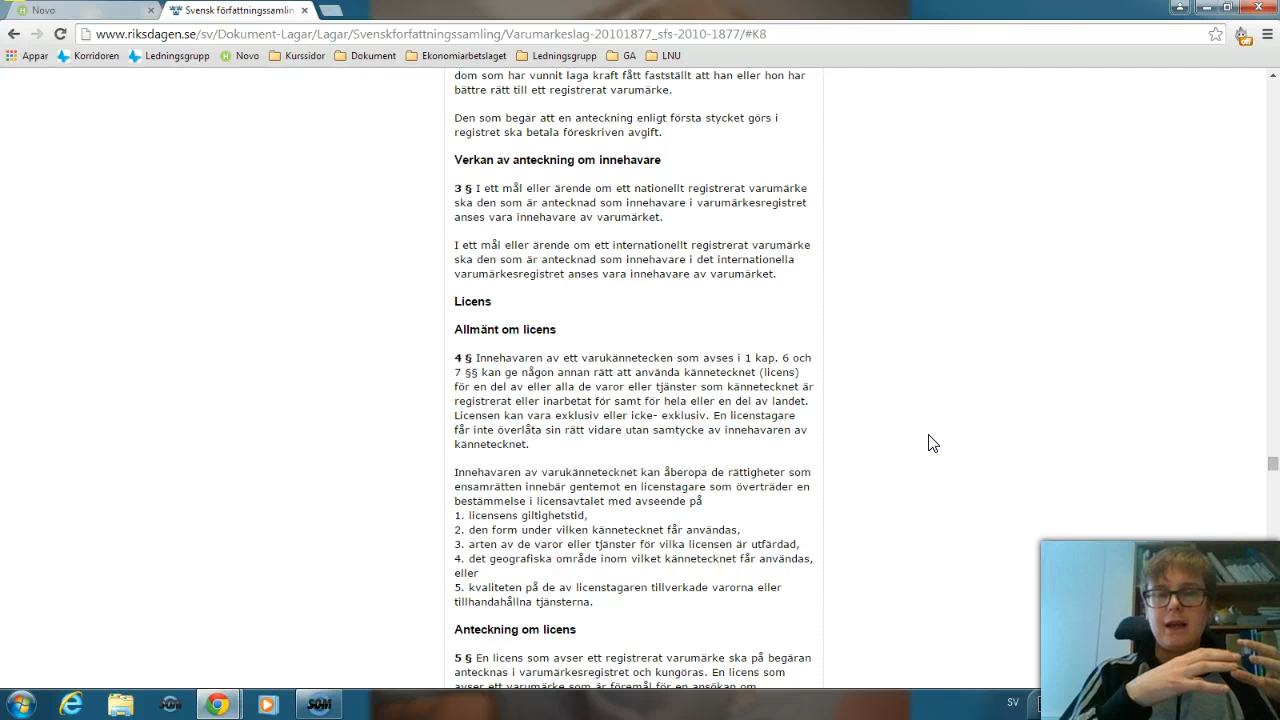 Novo
Svensk författningssamlin
www.riksdagen.se/sv/Dokument-Lagar/Lagar/Svenskforfattningssamling/Varumarkeslag-20101877_sfs-2010-1877/#K8
Appar
Korridoren
Ledningsgrupp
Novo
Kurssidor
Dokument
Ekonomiarbetslaget
Ledningsgrupp
GA
LNU
dom som har vunnit laga kraft fått fastställt att han eller hon har
bättre rätt till ett registrerat varumärke.
Den som begär att en anteckning enligt första stycket görs i
registret ska betala föreskriven avgift.
Verkan av anteckning om innehavare
3 § I ett mål eller ärende om ett nationellt registrerat varumärke
ska den som är antecknad som innehavare i varumärkesregistret
anses vara innehavare av varumärket.
I ett mål eller ärende om ett internationellt registrerat varumärke
ska den som är antecknad som innehavare i det internationella
varumärkesregistret anses vara innehavare av varumärket.
Licens
Allmänt om licens
4 § Innehavaren av ett varukännetecken som avses i 1 kap. 6 och
7 §§ kan ge någon annan rätt att använda kännetecknet (licens)
för en del av eller alla de varor eller tjänster som kännetecknet är
registrerat eller inarbetat för samt för hela eller en del av landet.
Licensen kan vara exklusiv eller icke- exklusiv. En licenstagare
får inte överlåta sin rätt vidare utan samtycke av innehavaren av
kännetecknet.
Innehavaren av varukännetecknet kan åberopa de rättigheter som
ensamrätten innebär gentemot en licenstagare som överträder en
bestämmelse i licensavtalet med avseende på
1. licensens giltighetstid,
2. den form under vilken kännetecknet får användas,
3. arten av de varor eller tjänster för vilka licensen är utfärdad,
4. det geografiska område inom vilket kännetecknet får användas,
eller
5. kvaliteten på de av licenstagaren tillverkade varorna eller
tillhandahållna tjänsterna.
Anteckning om licens
5 § En licens som avser ett registrerat varumärke ska på begäran
antecknas i varumärkesregistret och kungöras. En licens som
avser ett varumärke som är föremål för en ansökan om
SOM
SOM
SV